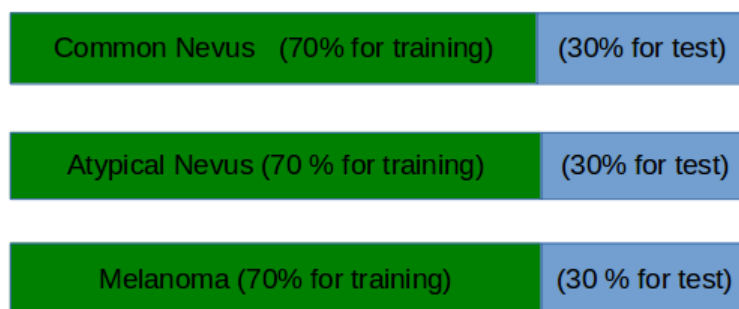 Common Nevus (70% for training) (30% for test)
Atypical Nevus (70 % for training) (30% for test)
Melanoma (70% for training) (30 % for test)